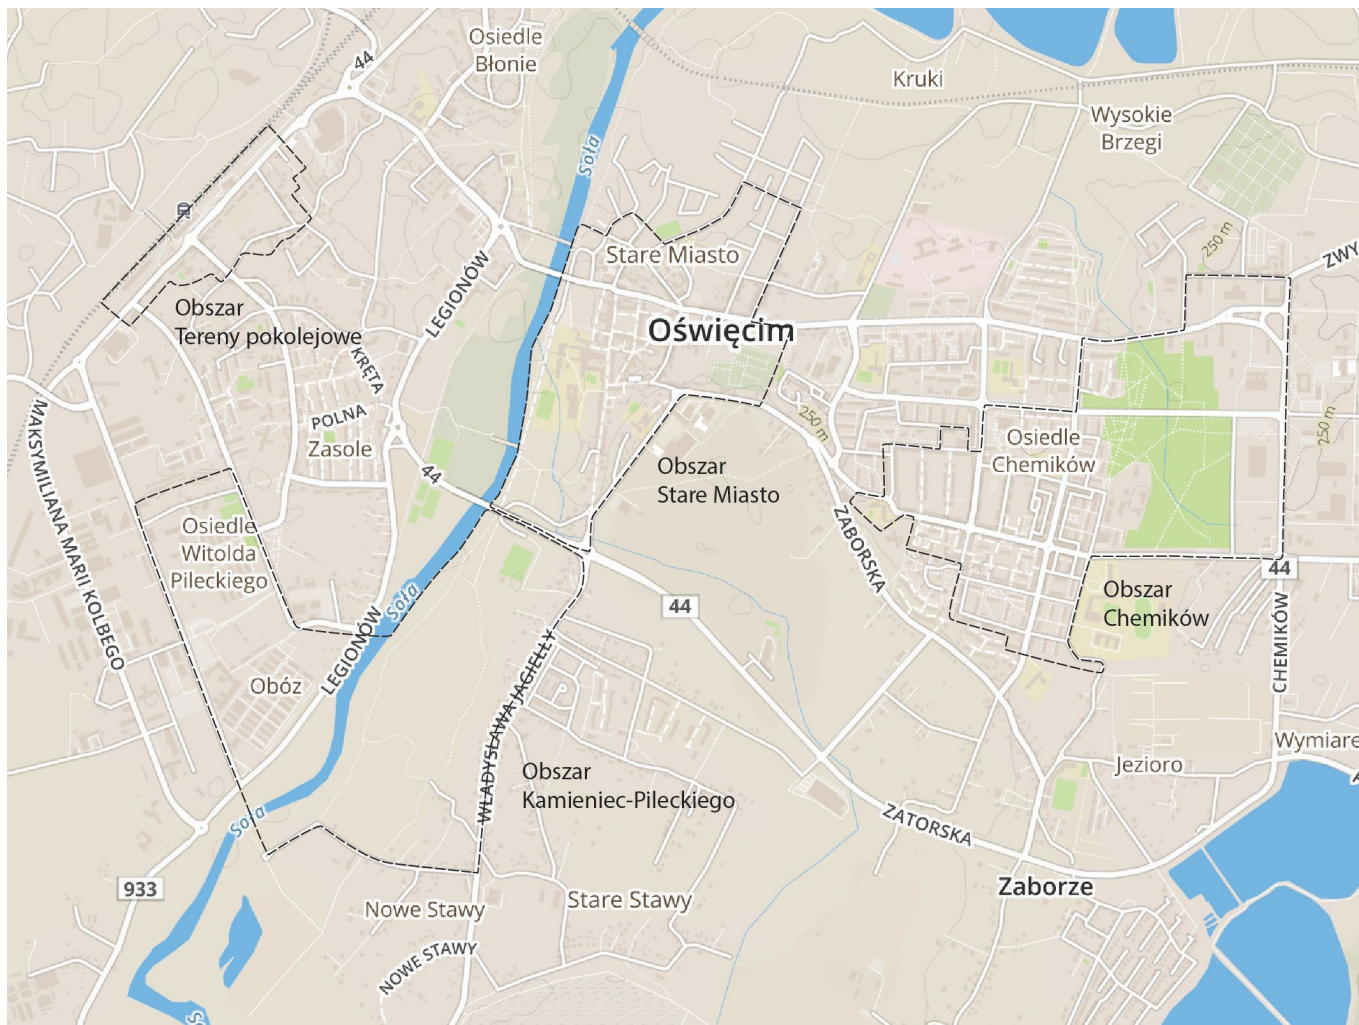 44
Osiedle
Błonie
Kruki
Wysokie
Brzegi
Soła
250 m
ZWY
Stare Miasto
LEGIONÓW
Obszar
Tereny pokolejowe
Oświęcim
KRĘTA
POLNA
Zasole
MAKSYMILIANA MARII KOLBEGO
44
250 m
250 m
Osiedle
Chemików
Obszar
Stare Miasto
Osiedle
Witolda
Pileckiego
ZABORSKA
44
44
Obszar
Chemików
Soła
LEGIONÓW
CHEMIKÓW
Obóz
WŁADYSŁAWA JAGIEŁŁY
Wymiare
Jezioro
Obszar
Kamieniec-Pileckiego
Soła
ZATORSKA
933
Zaborze
Nowe Stawy
Stare Stawy
NOWE STAWY